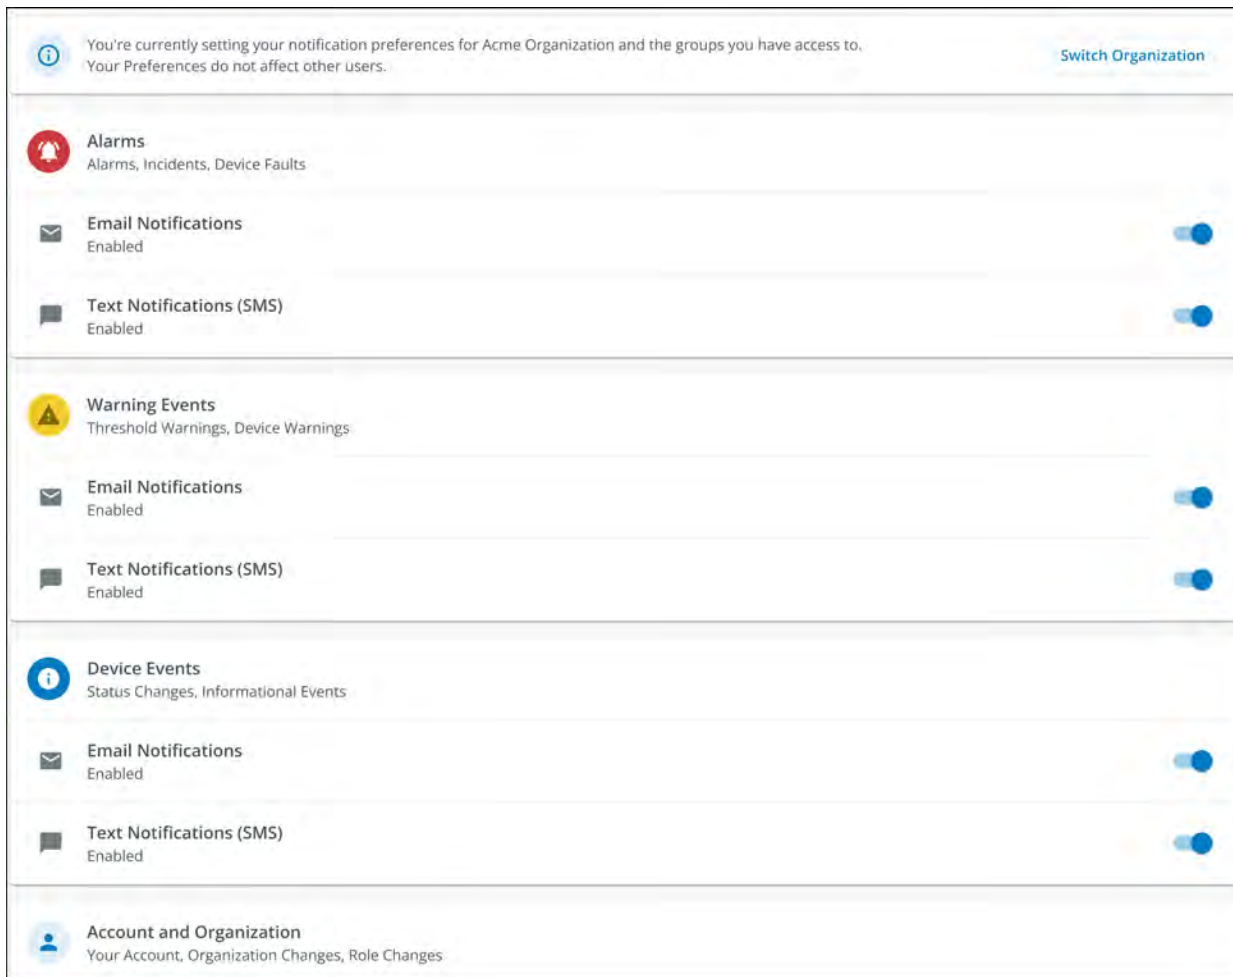 You're currently setting your notification preferences for Acme Organization and the groups you have access to.
Your Preferences do not affect other users.
Switch Organization
Alarms
Alarms, Incidents, Device Faults
Email Notifications
Enabled
Text Notifications (SMS)
Enabled
Warning Events
Threshold Warnings, Device Warnings
Email Notifications
Enabled
Text Notifications (SMS)
Enabled
Device Events
Status Changes, Informational Events
Email Notifications
Enabled
Text Notifications (SMS)
Enabled
Account and Organization
Your Account, Organization Changes, Role Changes